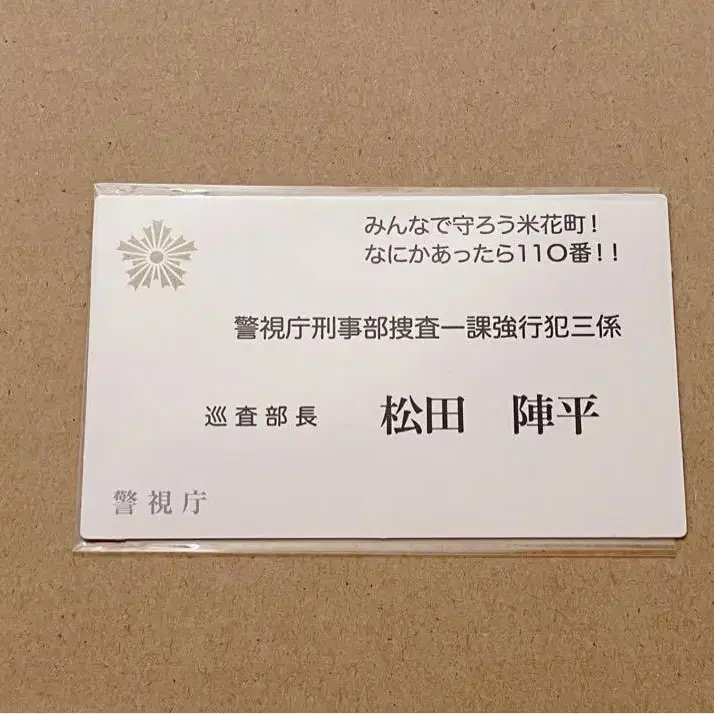 みんなで守ろう米花町！
なにかあったら110番！！
警視庁刑事部捜査一課強行犯三係
巡査部長　松田　陣平
警視庁